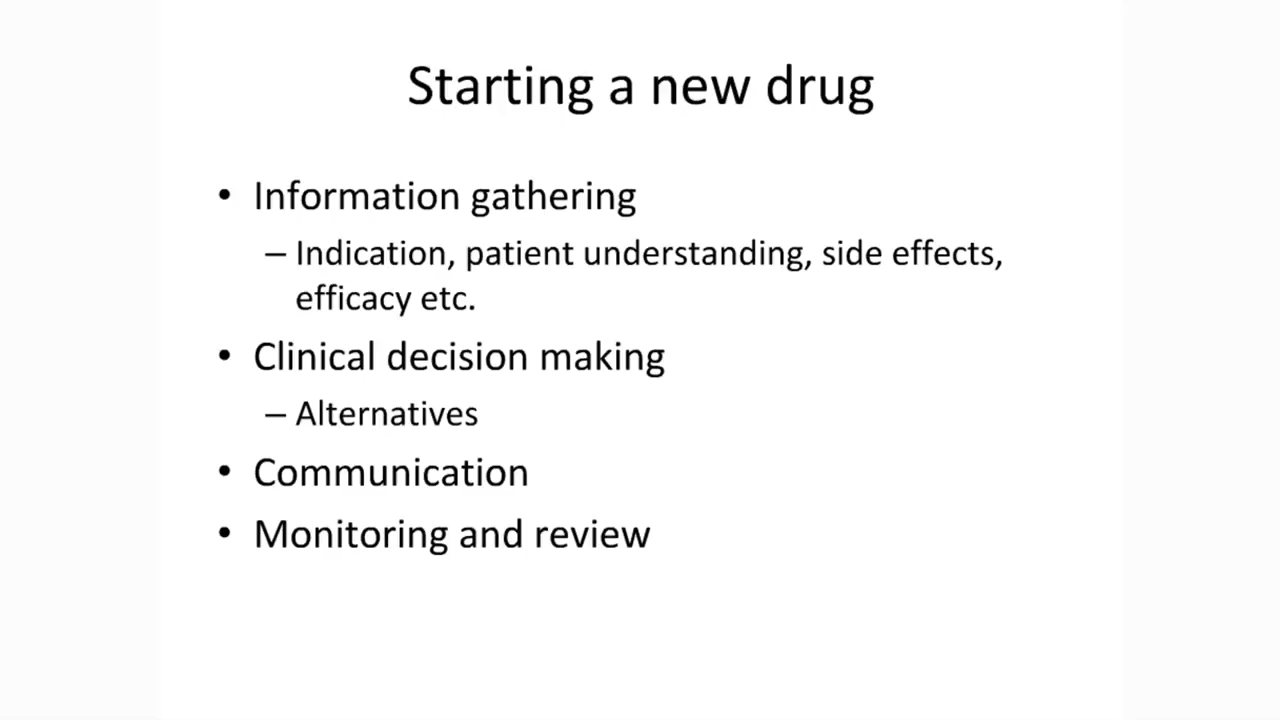 Starting a new drug
• Information gathering
– Indication, patient understanding, side effects,
efficacy etc.
• Clinical decision making
– Alternatives
• Communication
• Monitoring and review